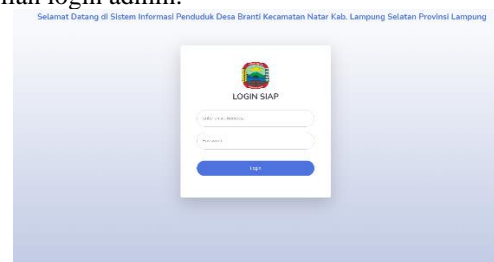 login admin.
Selamat Datang di Sistem Informasi Penduduk Desa Branti Kecamatan Natar Kab. Lampung Selatan Provinsi Lampung
LOGIN SIAP
Password
Login